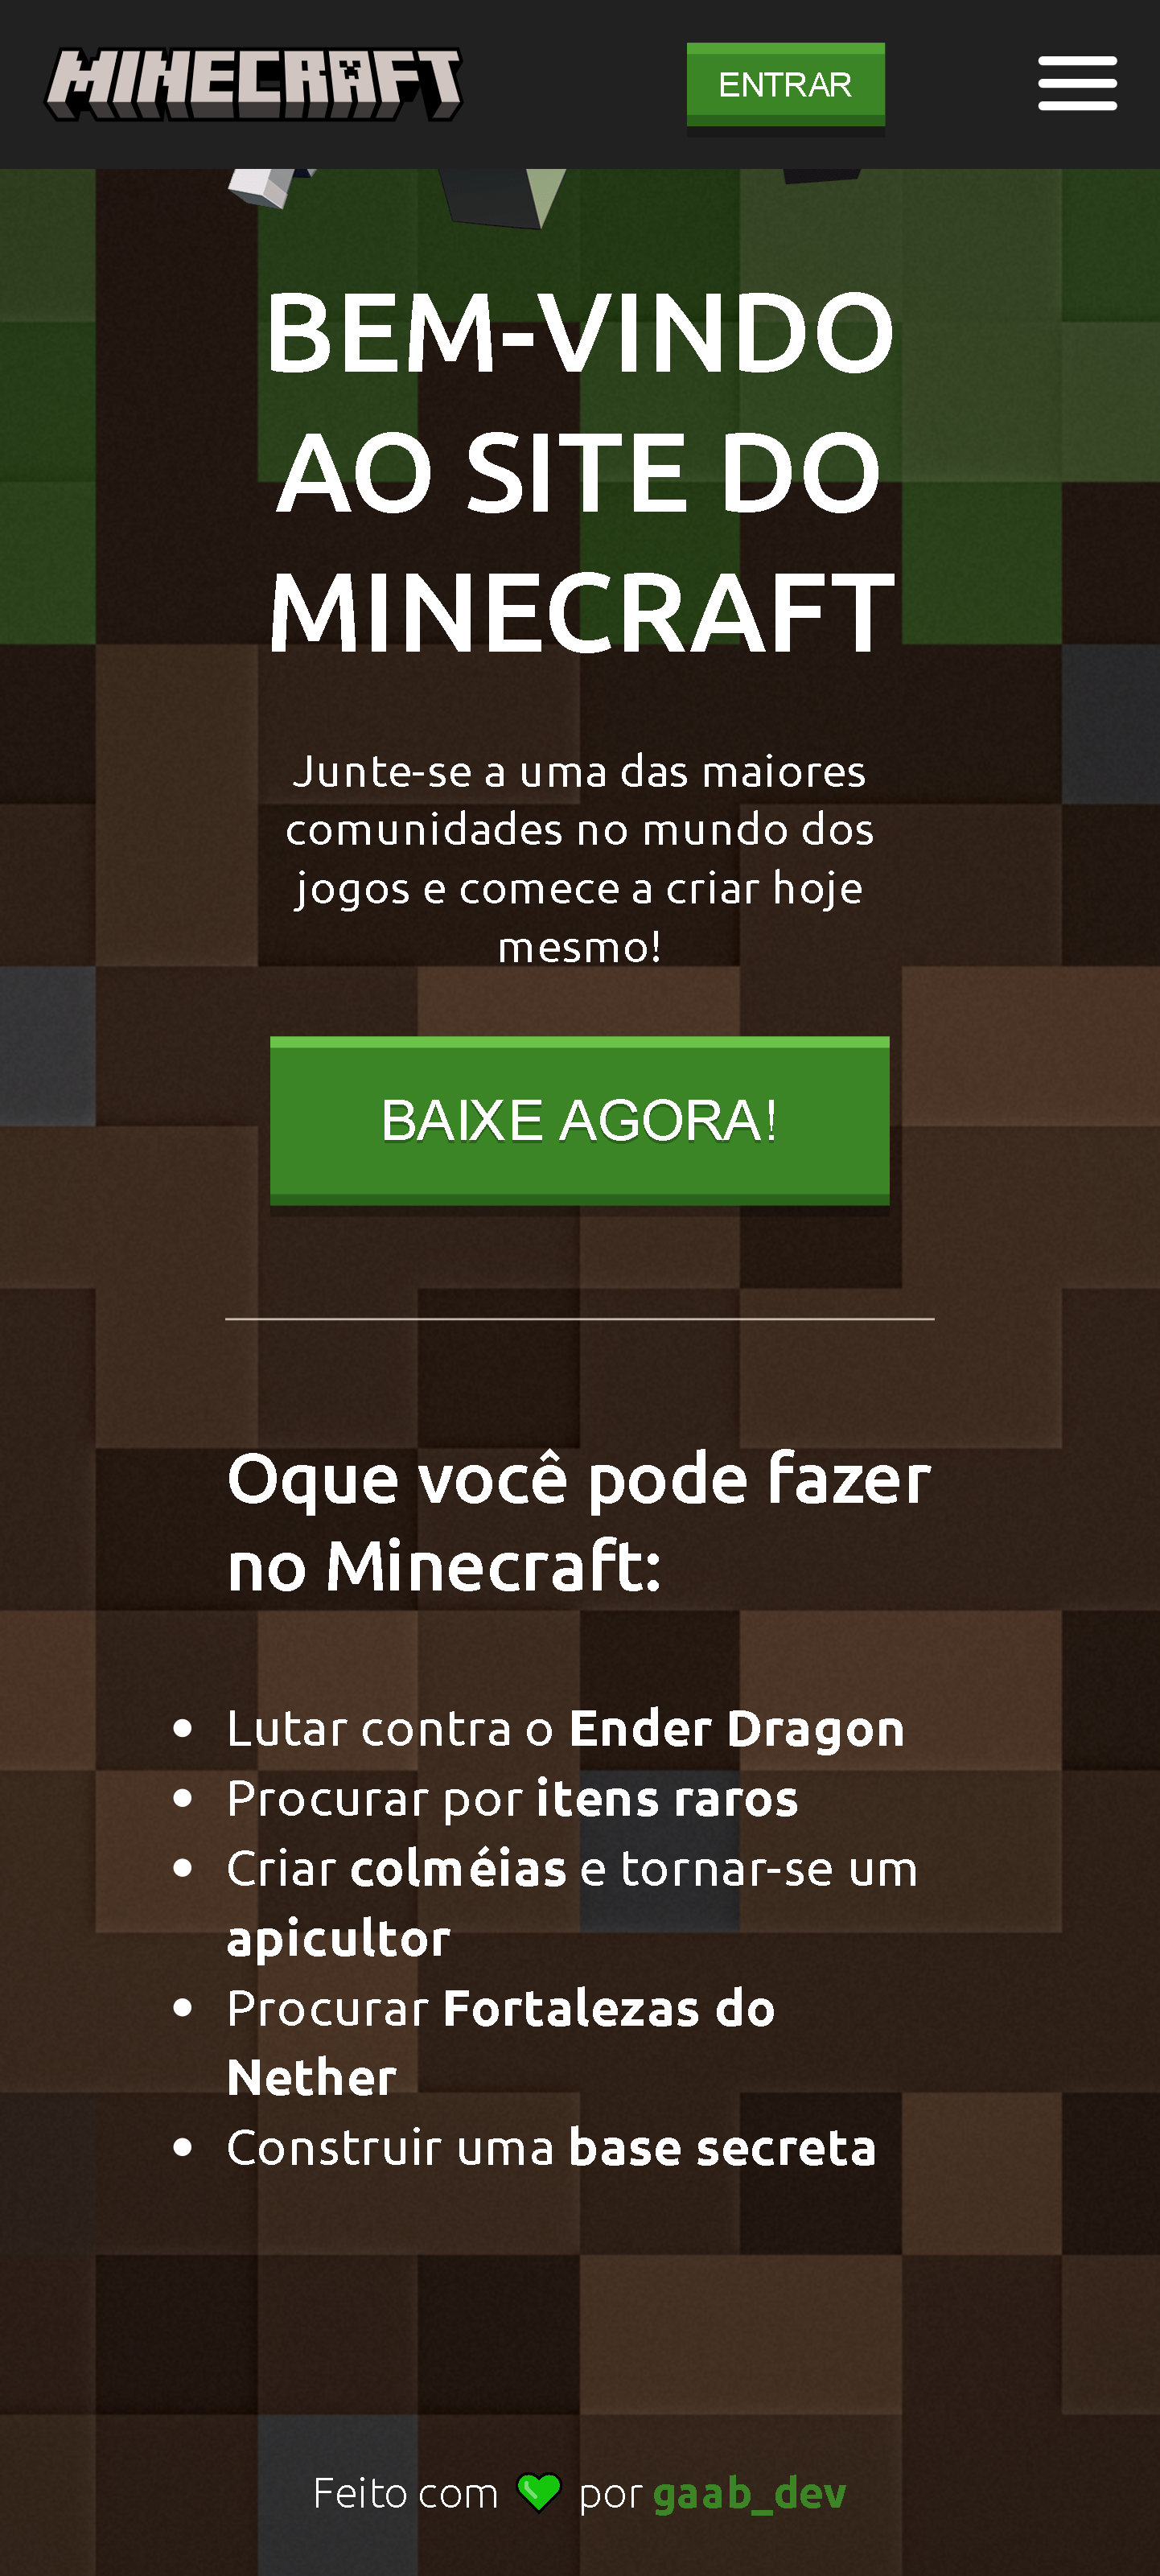 MINECRAFT
ENTRAR
BEM-VINDO
AO SITE DO
MINECRAFT
Junte-se a uma das maiores
comunidades no mundo dos
jogos e comece a criar hoje
mesmo!
BAIXE AGORA!
Oque você pode fazer
no Minecraft:
Lutar contra o Ender Dragon
Procurar por itens raros
Criar colméias e tornar-se um
apicultor
Procurar Fortalezas do
Nether
Construir uma base secreta
Feito com por gaab_dev